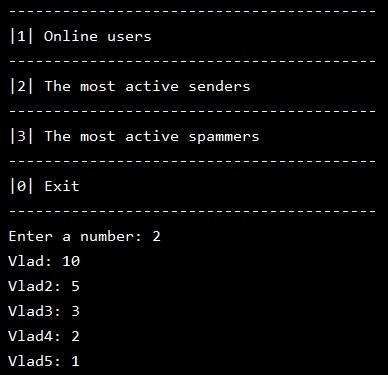 -----------------------------------------
|1| Online users
-----------------------------------------
|2| The most active senders
-----------------------------------------
|3| The most active spammers
-----------------------------------------
|0| Exit
-----------------------------------------
Enter a number: 2
Vlad: 10
Vlad2: 5
Vlad3: 3
Vlad4: 2
Vlad5: 1